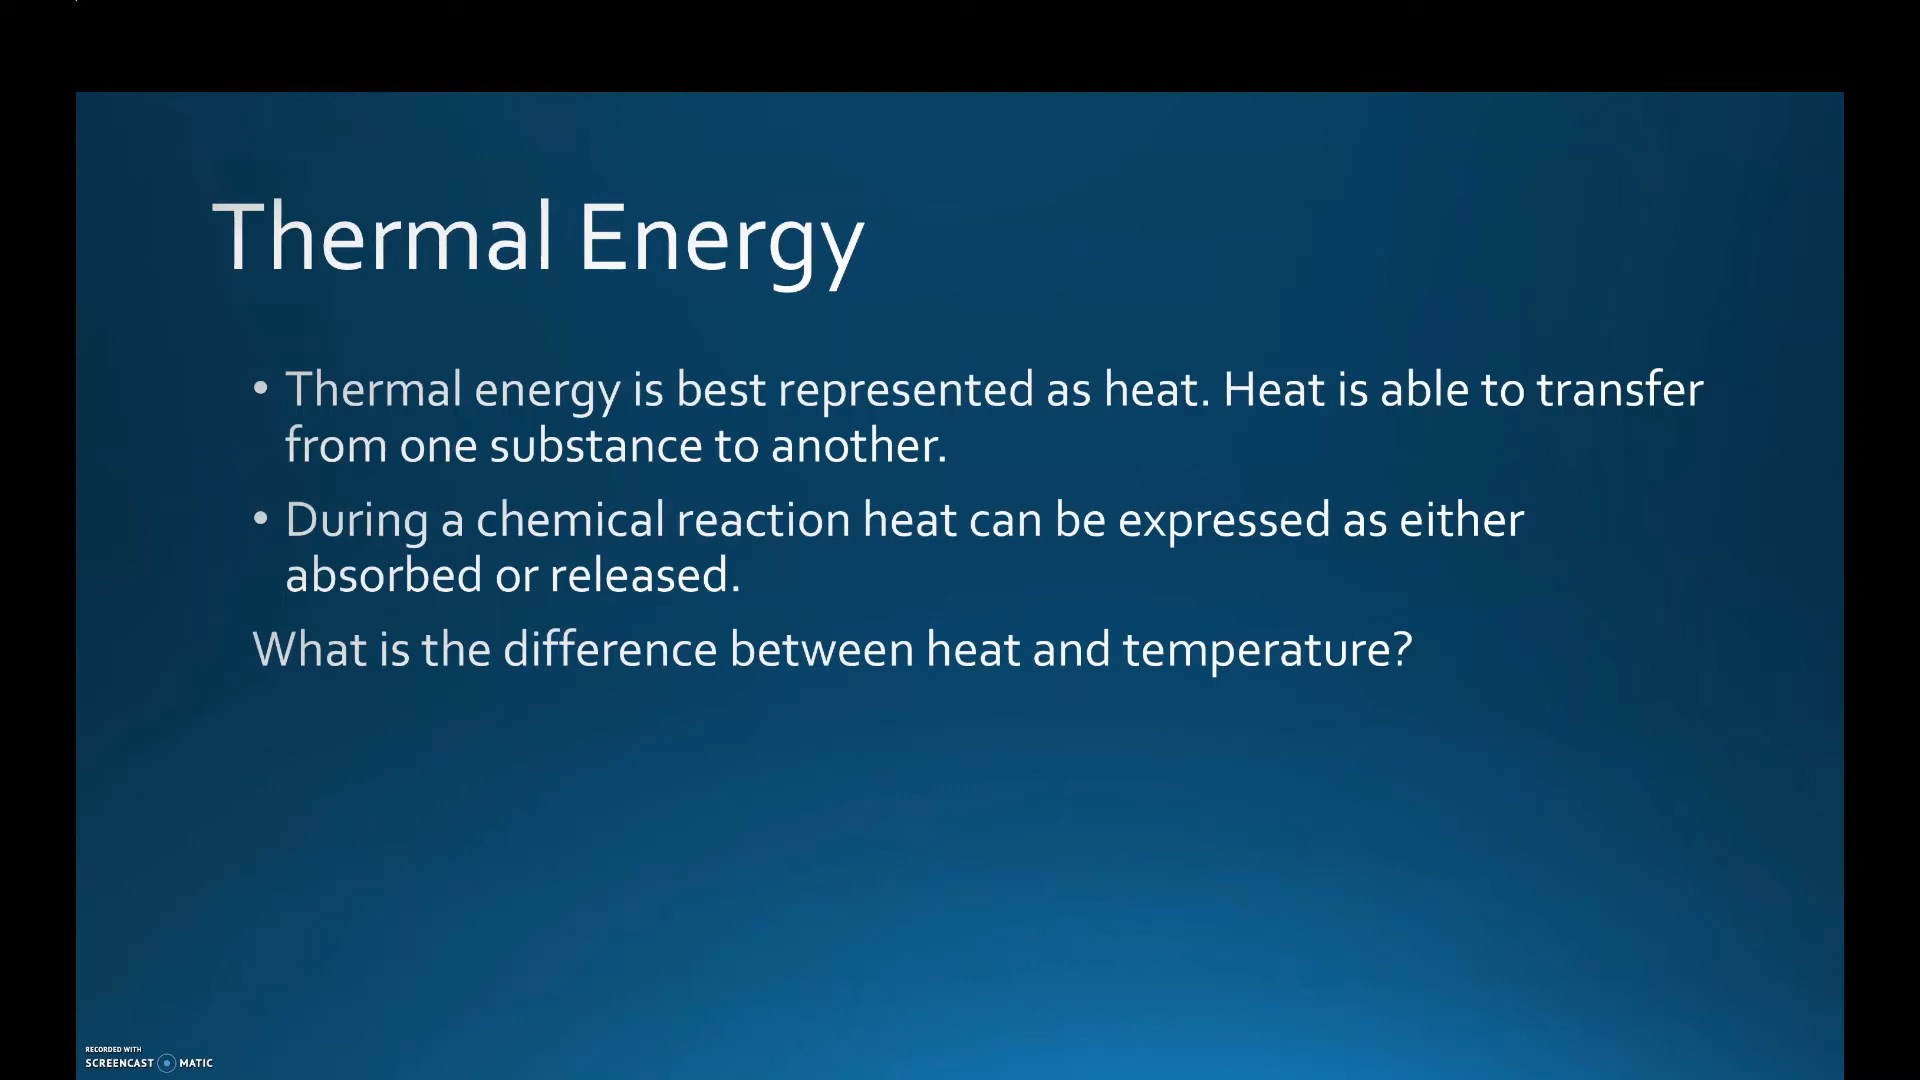 Thermal Energy
• Thermal energy is best represented as heat. Heat is able to transfer
from one substance to another.
• During a chemical reaction heat can be expressed as either
absorbed or released.
What is the difference between heat and temperature?
RECORDED WITH
SCREENCAST MATIC